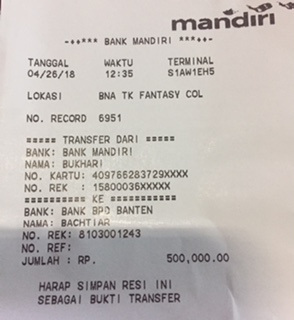 mandiri
-++*** BANK MANDIRI ***++-
TANGGAL WAKTU TERMINAL
04/26/18 12:35 S1AW1EH5
LOKASI BNA TK FANTASY COL
NO. RECORD 6951
===== TRANSFER DARI =====
BANK: BANK MANDIRI
NAMA: BUKHARI
NO. KARTU: 409766283729XXXX
NO. REK : 15800036XXXXX
========== KE ==========
BANK: BANK BPD BANTEN
NAMA: BACHTIAR
NO. REK: 8103001243
NO. REF:
JUMLAH : RP. 500,000.00
HARAP SIMPAN RESI INI
SEBAGAI BUKTI TRANSFER